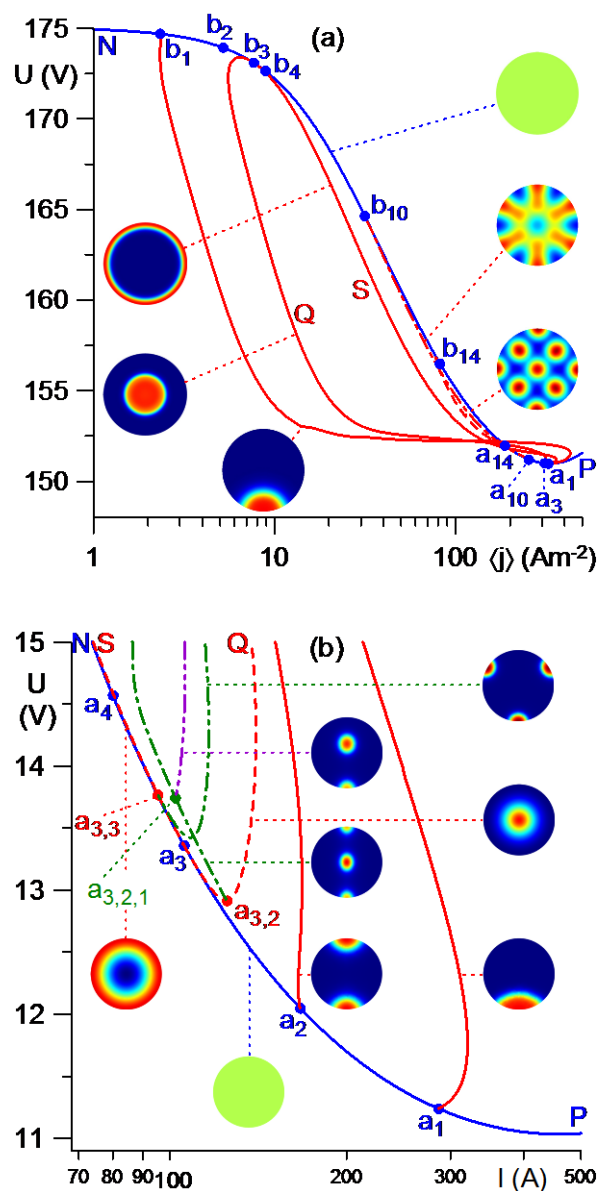 175
N
(a)
b1
b2
b3
b4
U (V)
170
b10
165
160
S
Q
b14
155
a14
a10
a3
a1
P
150
1
10
100
⟨j⟩ (Am-2)
15
N
S
Q
(b)
U
(V)
a4
14
a3,3
a3
a3,2,1
13
a3,2
12
a2
a1
P
11
70
80
90
100
200
300
I (A)
500